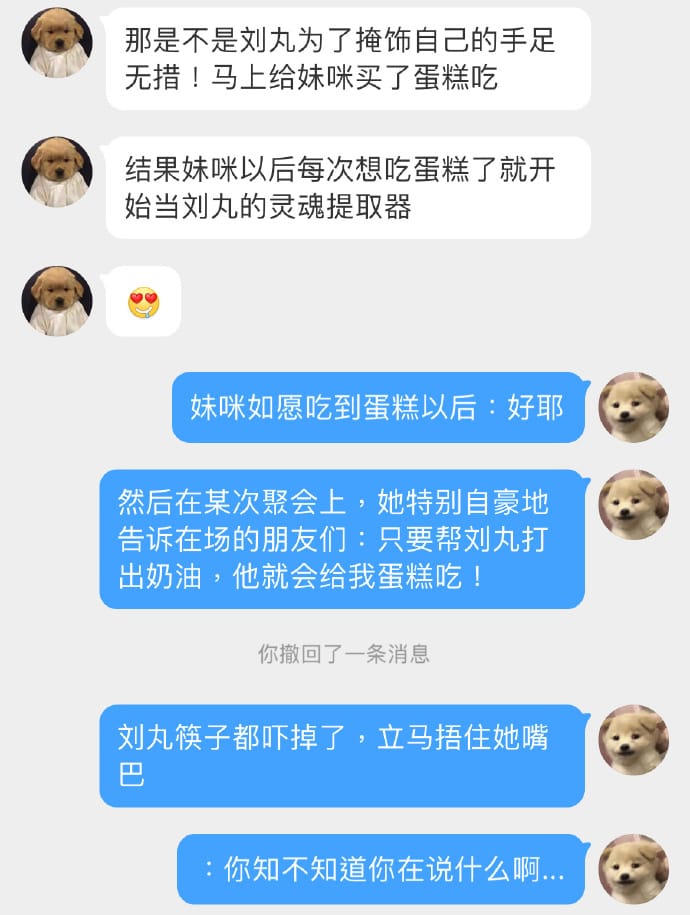 那是不是刘丸为了掩饰自己的手足
无措！马上给妹咪买了蛋糕吃
结果妹咪以后每次想吃蛋糕了就开
始当刘丸的灵魂提取器
妹咪如愿吃到蛋糕以后：好耶
然后在某次聚会上，她特别自豪地
告诉在场的朋友们：只要帮刘丸打
出奶油，他就会给我蛋糕吃！
你撤回了一条消息
刘丸筷子都吓掉了，立马捂住她嘴
巴
：你知不知道你在说什么啊...